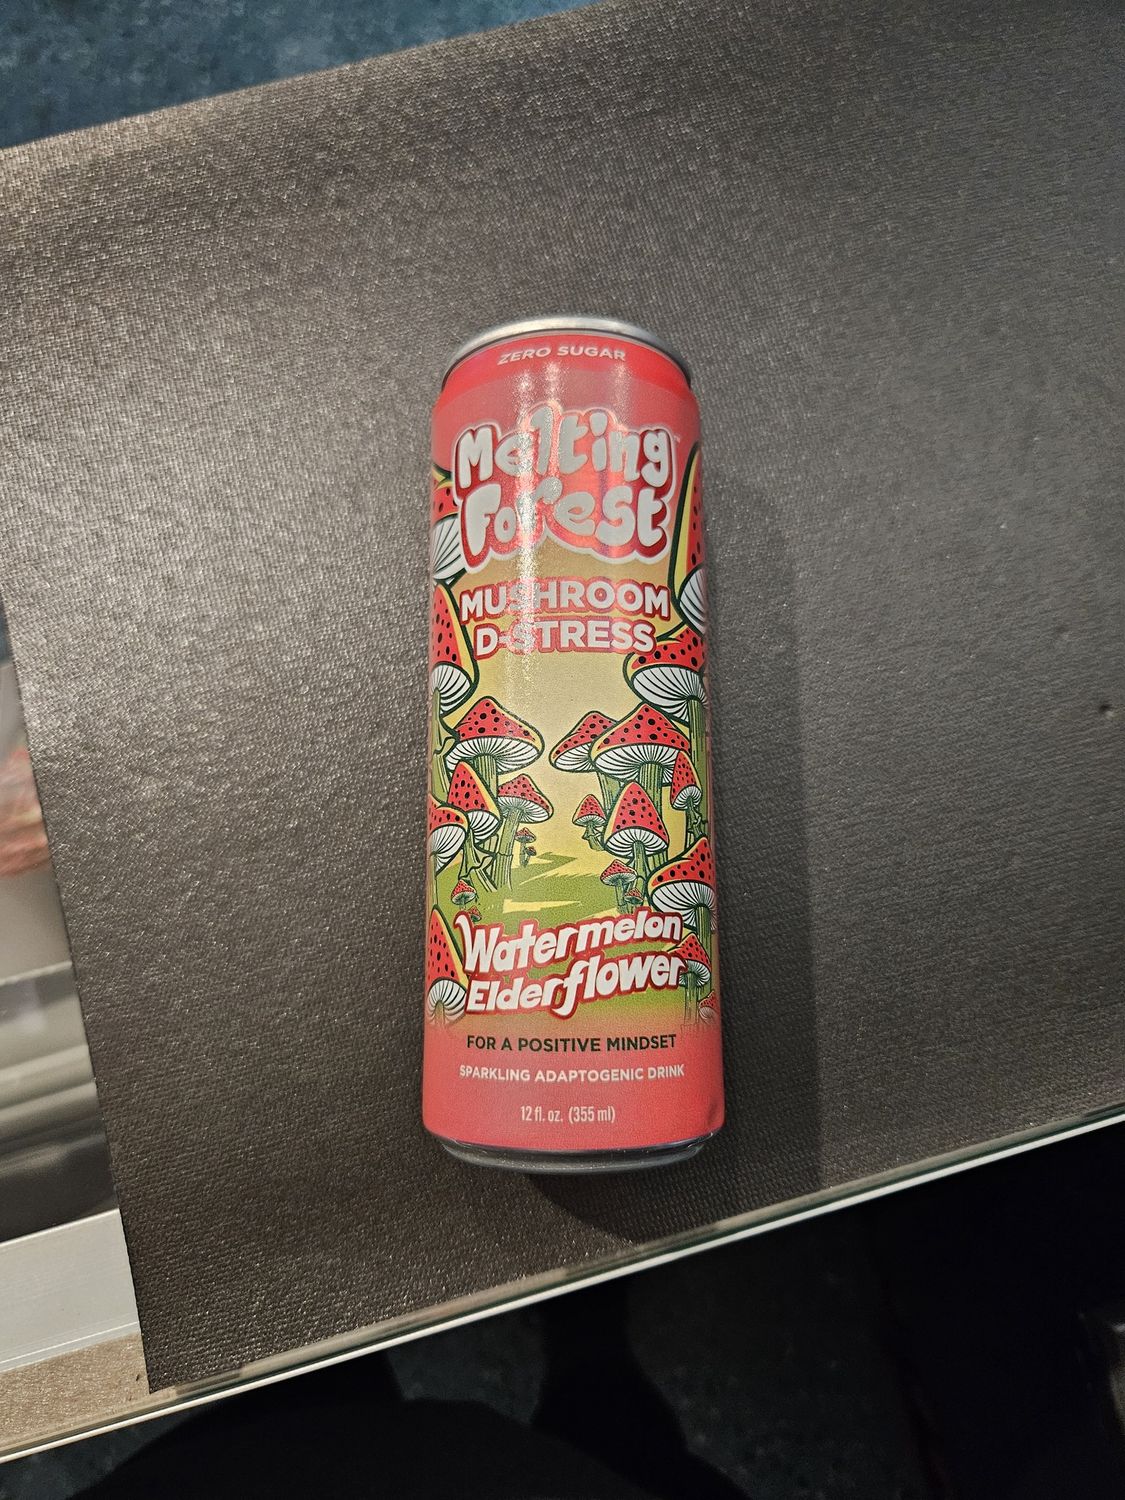 ZERO SUGAR
Melting
Forest
MUSHROOM
D-STRESS
Watermelon
Elderflower
FOR A POSITIVE MINDSET
SPARKLING ADAPTOGENIC DRINK
12 fl. oz. (355 ml)